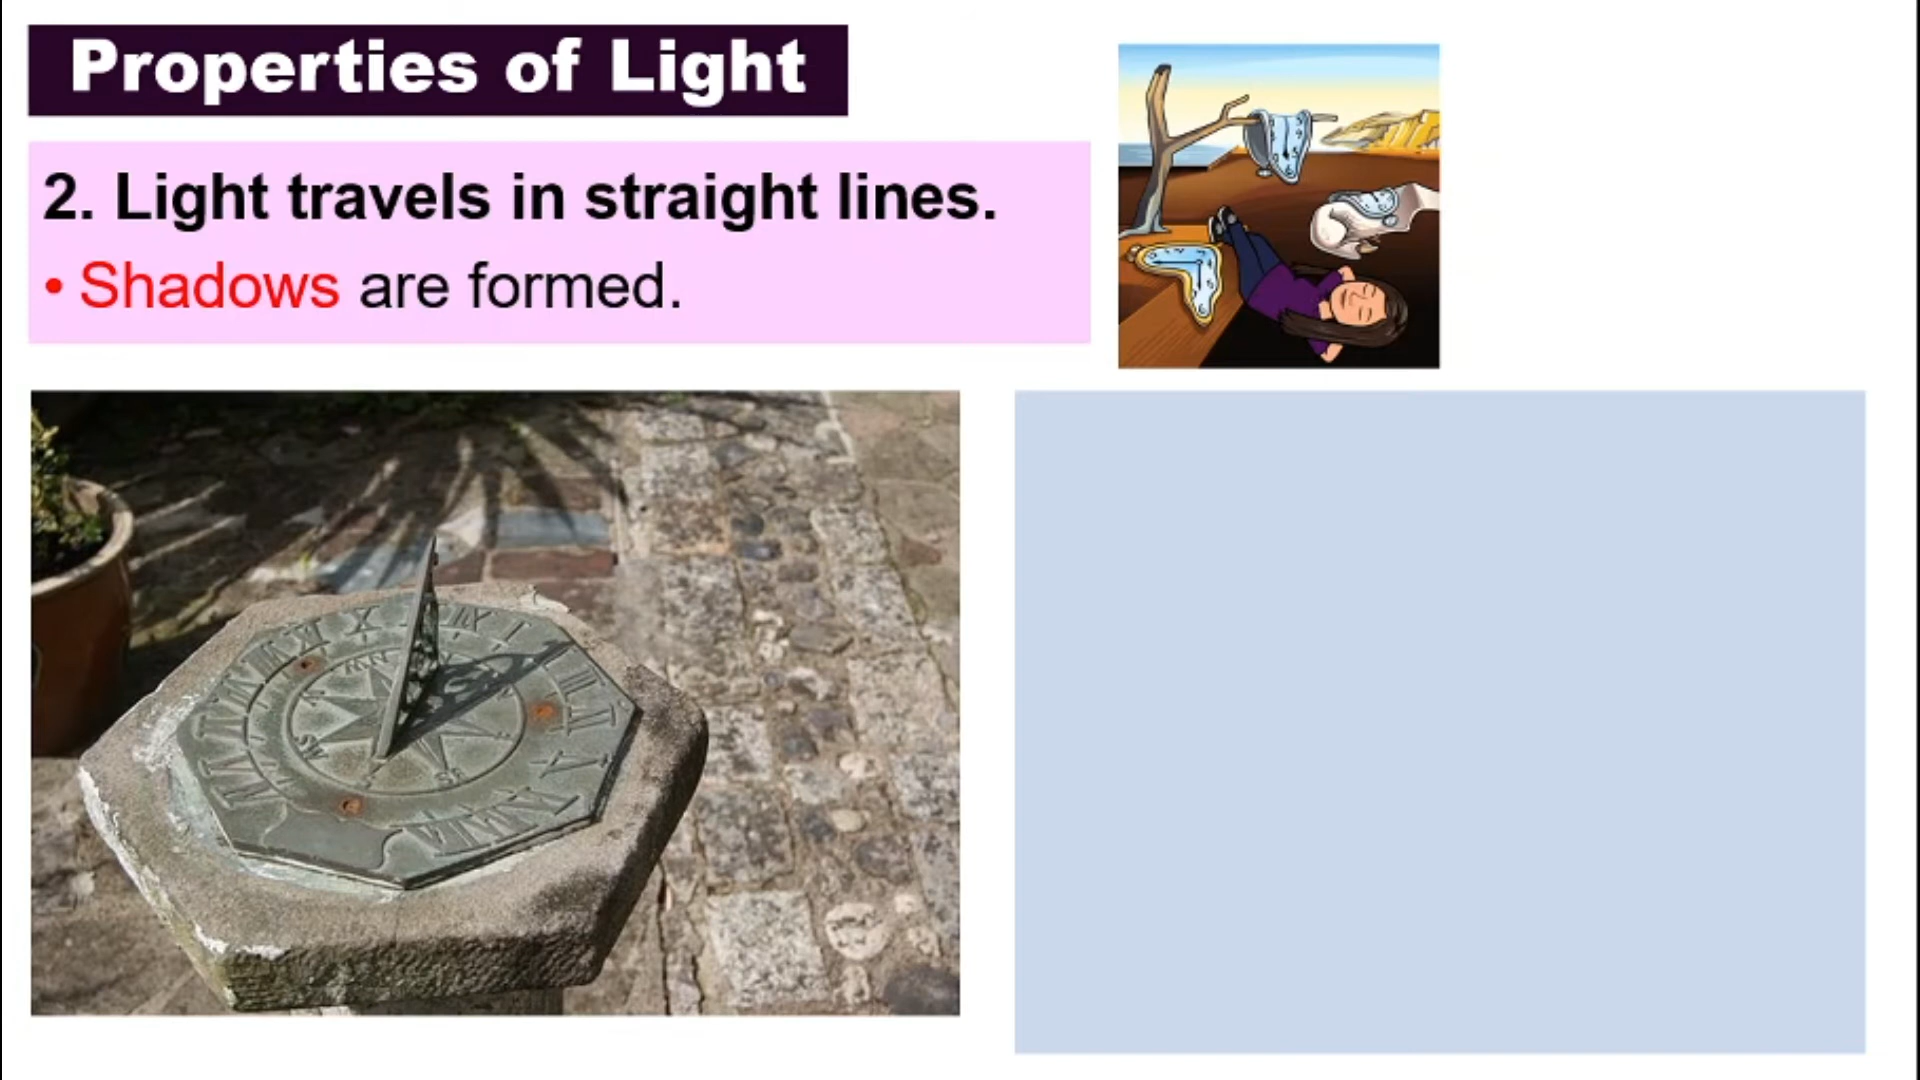 Properties of Light
2. Light travels in straight lines.
• Shadows are formed.